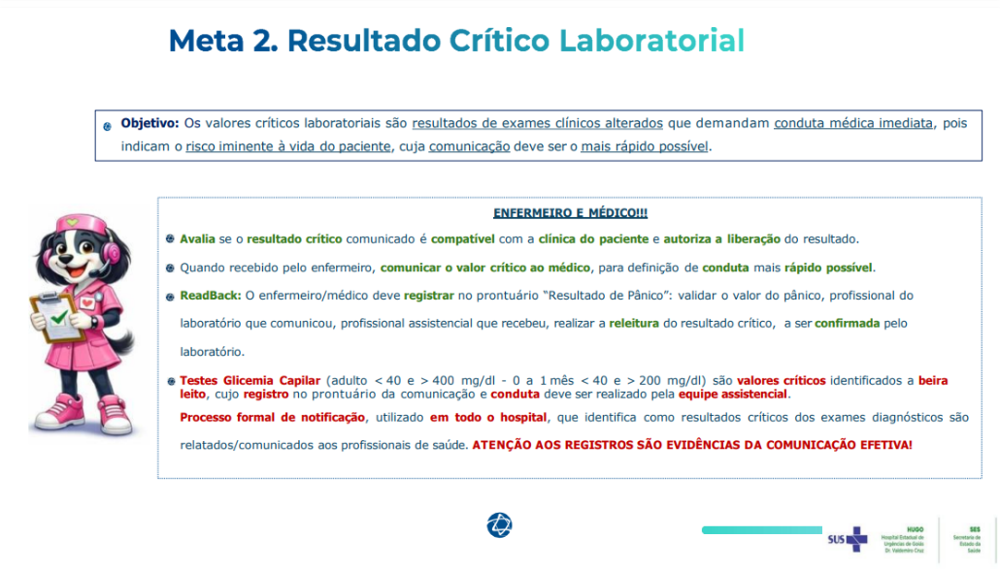 Meta 2. Resultado Crítico Laboratorial
Objetivo: Os valores críticos laboratoriais são resultados de exames clínicos alterados que demandam conduta médica imediata, pois
indicam o risco iminente à vida do paciente, cuja comunicação deve ser o mais rápido possível.
ENFERMEIRO E MÉDICO!!!
Avalia se o resultado crítico comunicado é compatível com a clínica do paciente e autoriza a liberação do resultado.
Quando recebido pelo enfermeiro, comunicar o valor crítico ao médico, para definição de conduta mais rápido possível.
ReadBack: O enfermeiro/médico deve registrar no prontuário “Resultado de Pânico”: validar o valor do pânico, profissional do
laboratório que comunicou, profissional assistencial que recebeu, realizar a releitura do resultado crítico, a ser confirmada pelo
laboratório.
Testes Glicemia Capilar (adulto < 40 e > 400 mg/dl - 0 a 1 mês < 40 e > 200 mg/dl) são valores críticos identificados a beira
leito, cujo registro no prontuário da comunicação e conduta deve ser realizado pela equipe assistencial.
Processo formal de notificação, utilizado em todo o hospital, que identifica como resultados críticos dos exames diagnósticos são
relatados/comunicados aos profissionais de saúde. ATENÇÃO AOS REGISTROS SÃO EVIDÊNCIAS DA COMUNICAÇÃO EFETIVA!
SUS
HUGO
Hospital Estadual de
Urgências de Goiás
Dr. Valdemiro Cruz
SES
Secretaria de
Estado da
Saúde